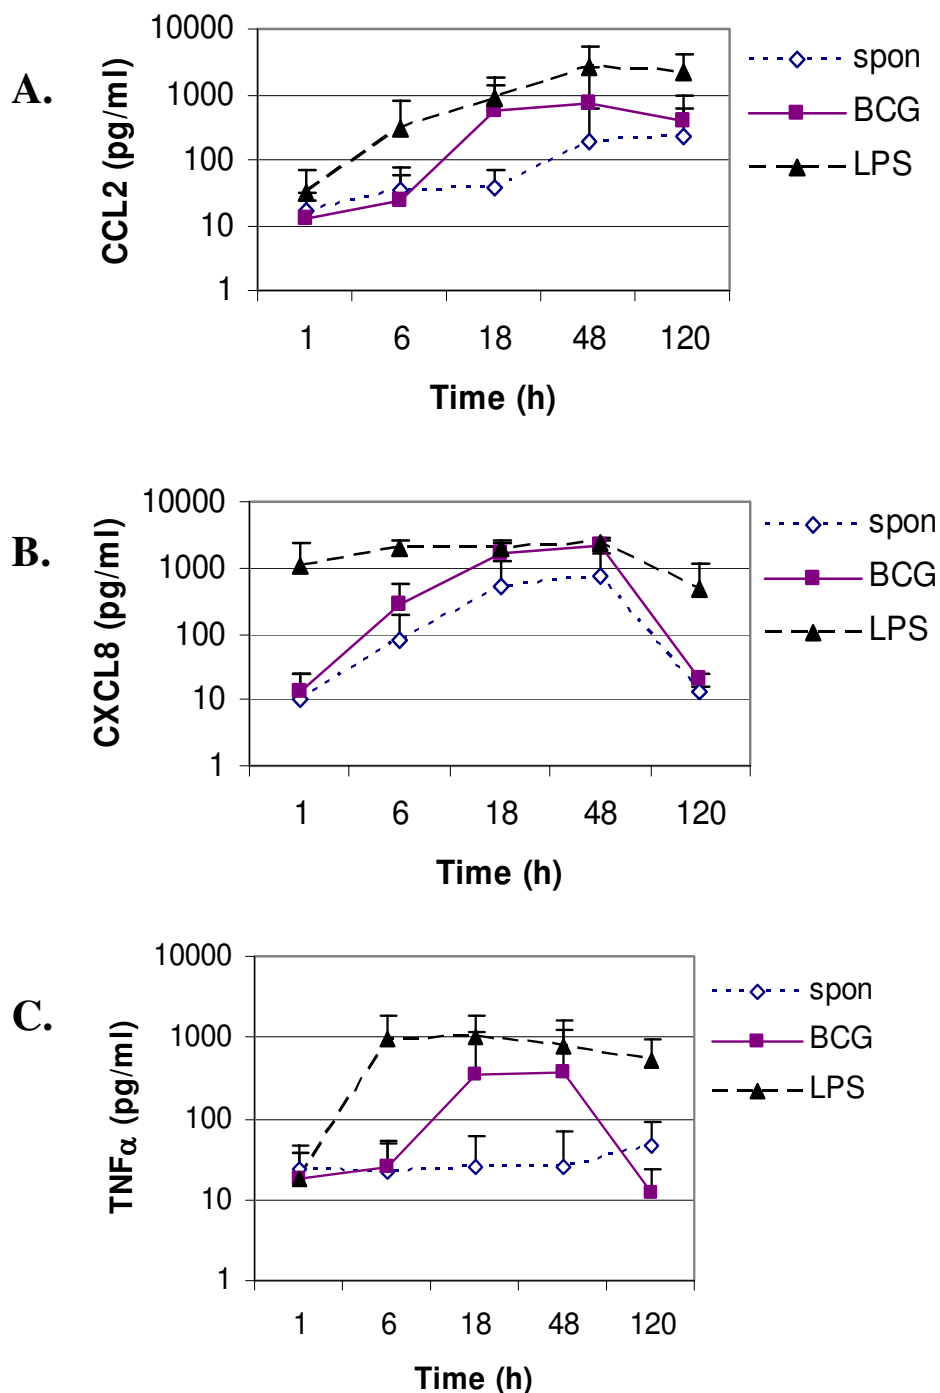 A.
CCL2 (pg/ml)
10000
1000
100
10
1
1 6 18 48 120
Time (h)
spon
BCG
LPS
B.
CXCL8 (pg/ml)
10000
1000
100
10
1
1 6 18 48 120
Time (h)
spon
BCG
LPS
C.
TNFα (pg/ml)
10000
1000
100
10
1
1 6 18 48 120
Time (h)
spon
BCG
LPS